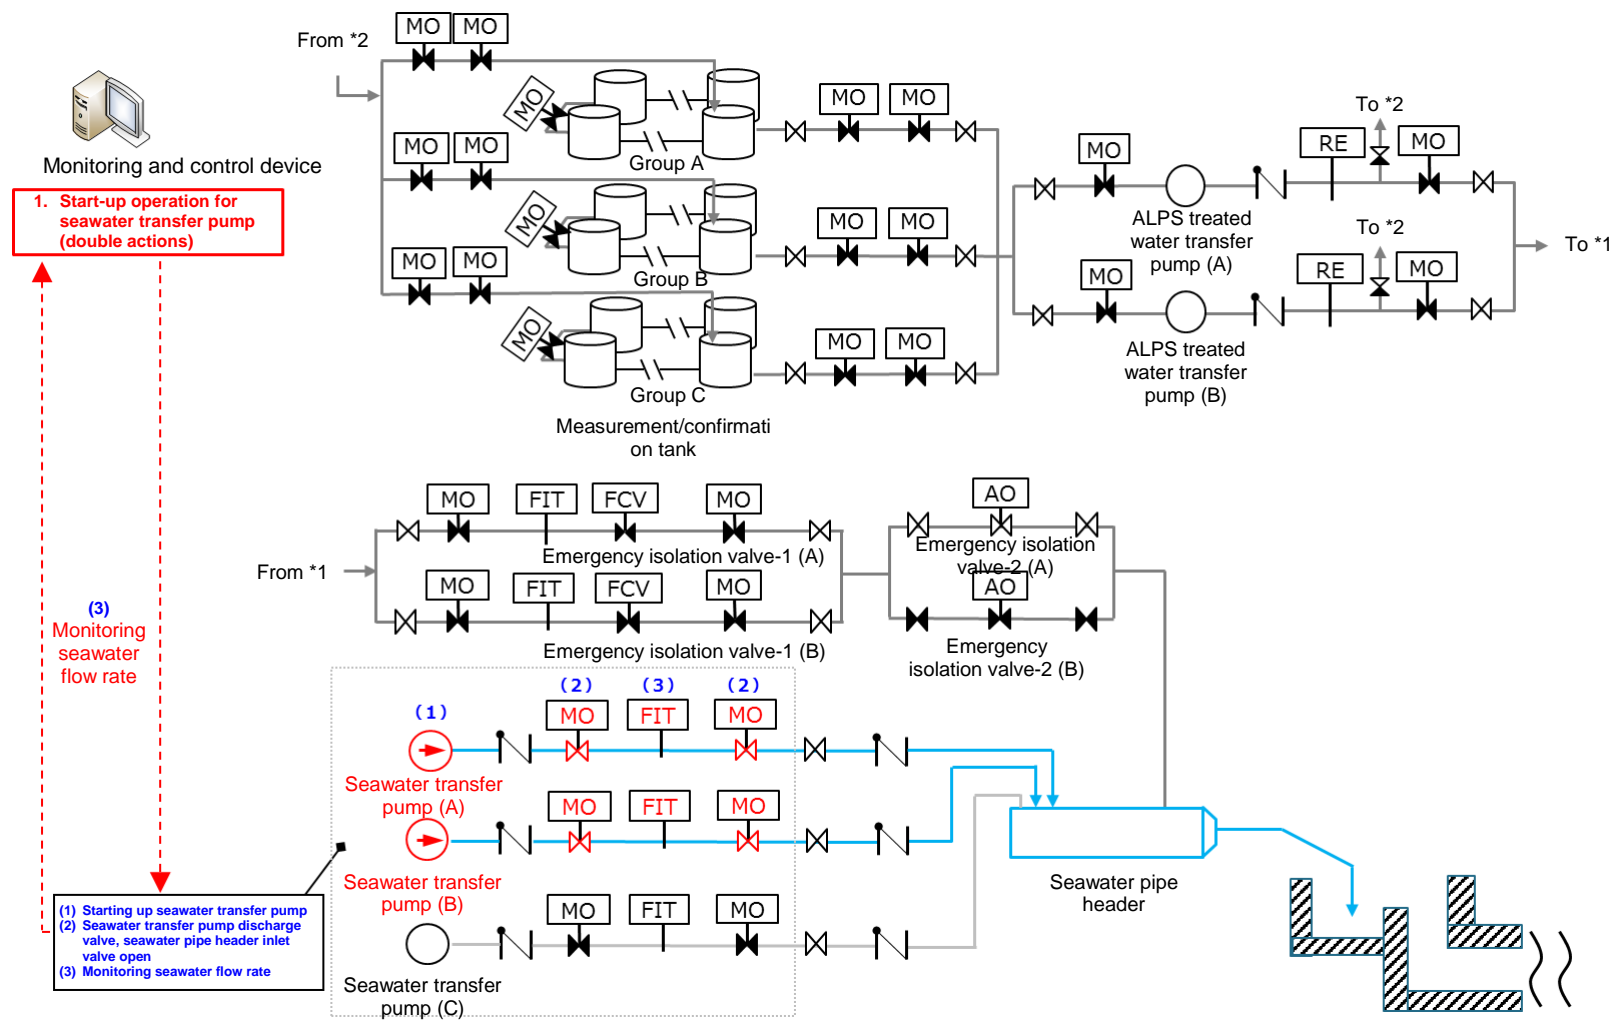 From *2
MO
MO
MO
Group A
MO
MO
Monitoring and control device
MO
MO
1. Start-up operation for
seawater transfer pump
(double actions)
MO
Group B
MO
MO
MO
MO
MO
Group C
MO
MO
Measurement/confirmati
on tank
MO
RE
To *2
MO
ALPS treated
water transfer
pump (A)
To *2
MO
RE
MO
To *1
ALPS treated
water transfer
pump (B)
From *1
MO
FIT
FCV
MO
Emergency isolation valve-1 (A)
MO
FIT
FCV
MO
Emergency isolation valve-1 (B)
AO
Emergency isolation
valve-2 (A)
AO
Emergency
isolation valve-2 (B)
(3)
Monitoring
seawater
flow rate
(1)
(2)
(3)
(2)
MO
FIT
MO
Seawater transfer
pump (A)
MO
FIT
MO
Seawater transfer
pump (B)
MO
FIT
MO
Seawater transfer
pump (C)
Seawater pipe
header
(1) Starting up seawater transfer pump
(2) Seawater transfer pump discharge
valve, seawater pipe header inlet
valve open
(3) Monitoring seawater flow rate